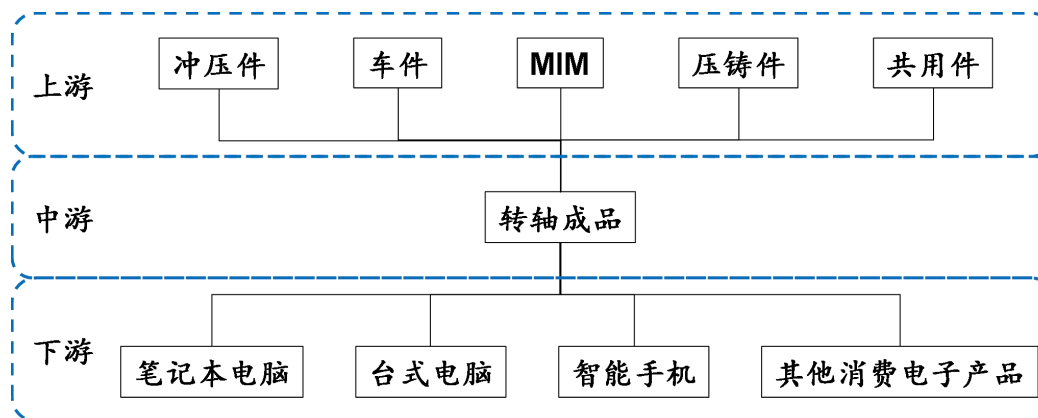 上游
冲压件
车件
MIM
压铸件
共用件
中游
转轴成品
下游
笔记本电脑
台式电脑
智能手机
其他消费电子产品